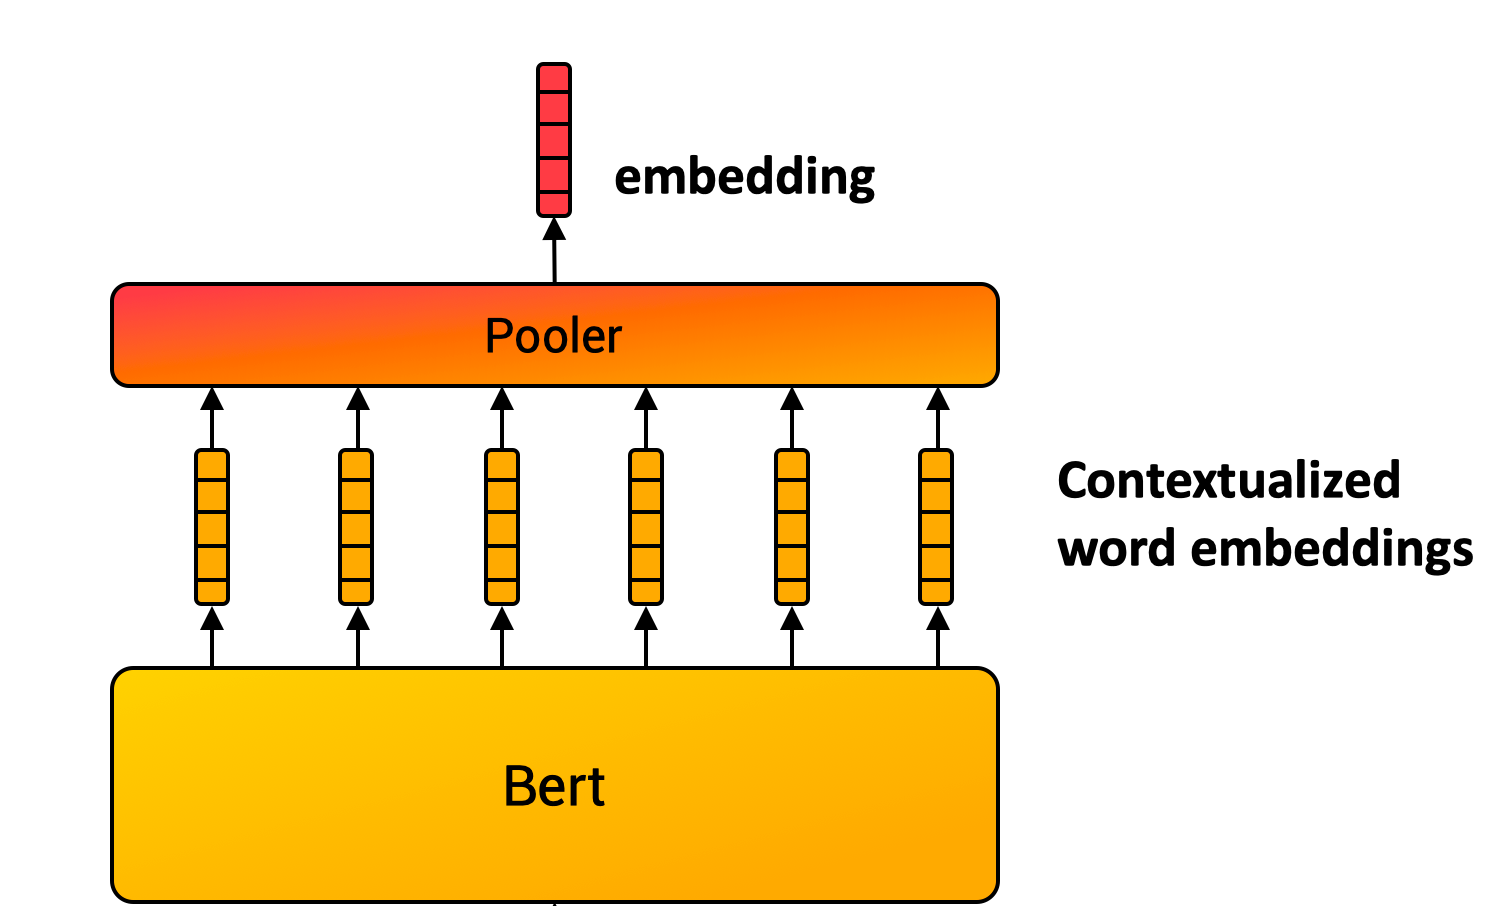 embedding
Pooler
Contextualized
word embeddings
Bert